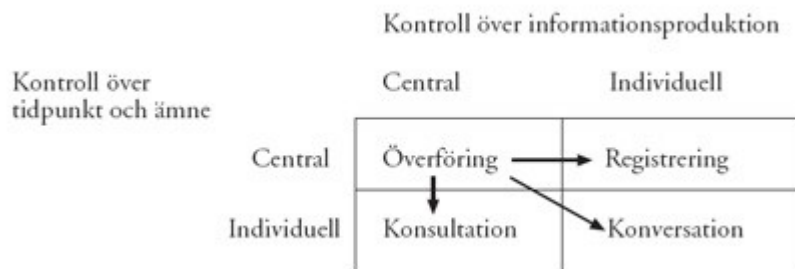 Kontroll över informationsproduktion
Kontroll över
tidpunkt och ämne
Central
Individuell
Central
Överföring
Registrering
Individuell
Konsultation
Konversation